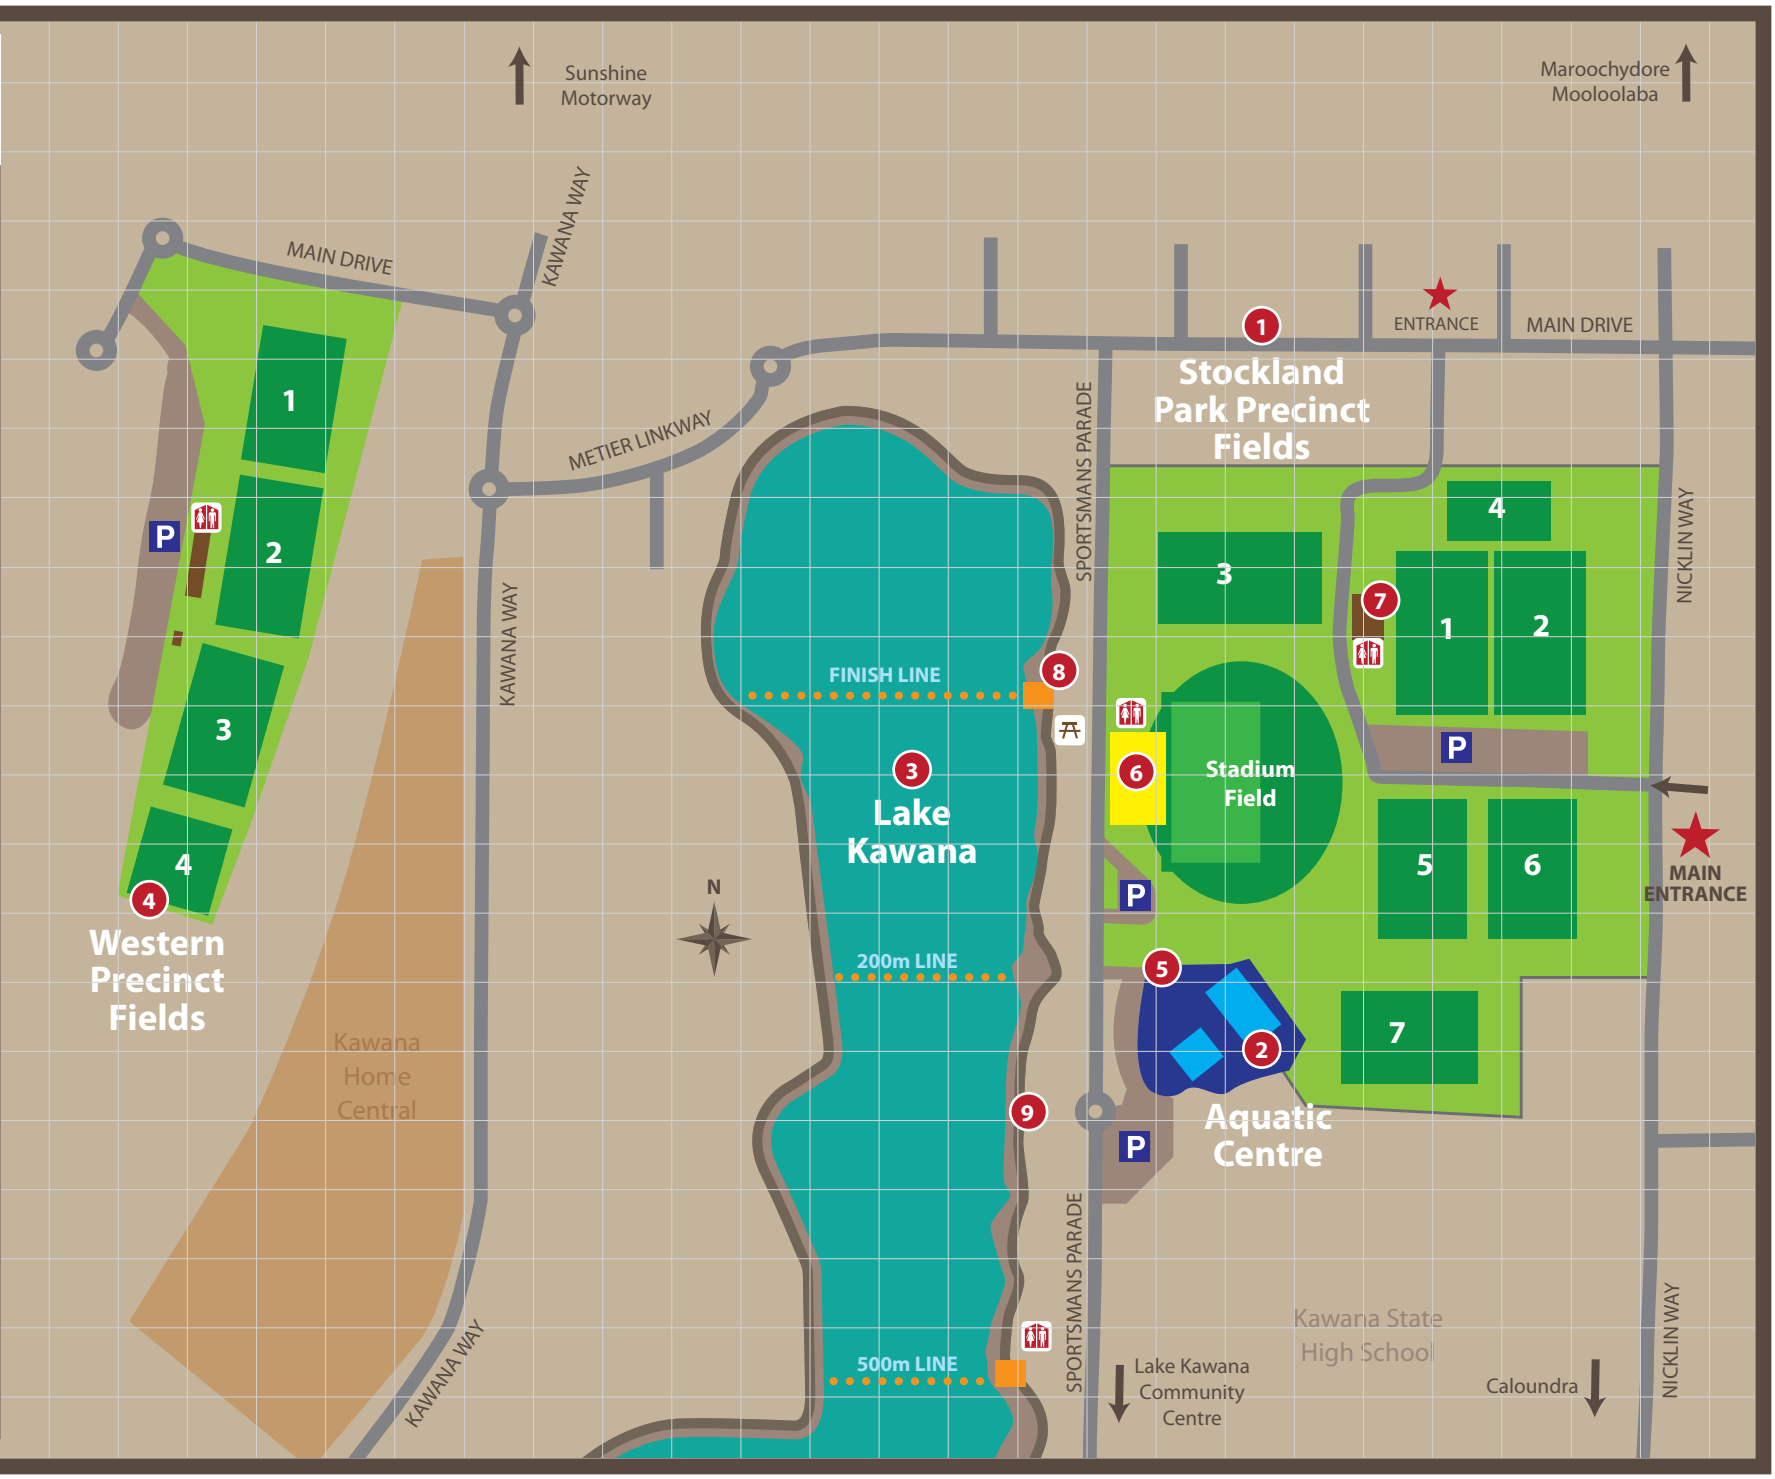 Sunshine
Motorway
Maroochydore
Mooloolaba
KAWANA WAY
MAIN DRIVE
1
ENTRANCE
MAIN DRIVE
Stockland
Park Precinct
Fields
SPORTSMANS PARADE
METIER LINKWAY
NICKLIN WAY
1
2
3
4
P
4
Western
Precinct
Fields
KAWANA WAY
Kawana
Home
Central
KAWANA WAY
N
FINISH LINE
8
3
Lake
Kawana
200m LINE
9
500m LINE
4
3
7
1
2
P
6
Stadium
Field
P
5
6
MAIN
ENTRANCE
5
2
7
Aquatic
Centre
P
SPORTSMANS PARADE
Kawana State
High School
Lake Kawana
Community
Centre
Caloundra
NICKLIN WAY